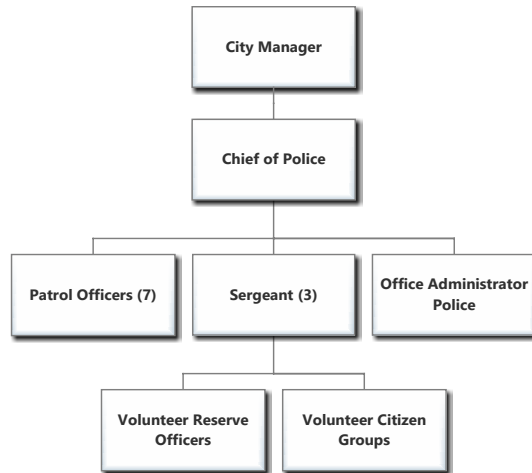 City Manager
Chief of Police
Patrol Officers (7)
Sergeant (3)
Office Administrator
Police
Volunteer Reserve
Officers
Volunteer Citizen
Groups